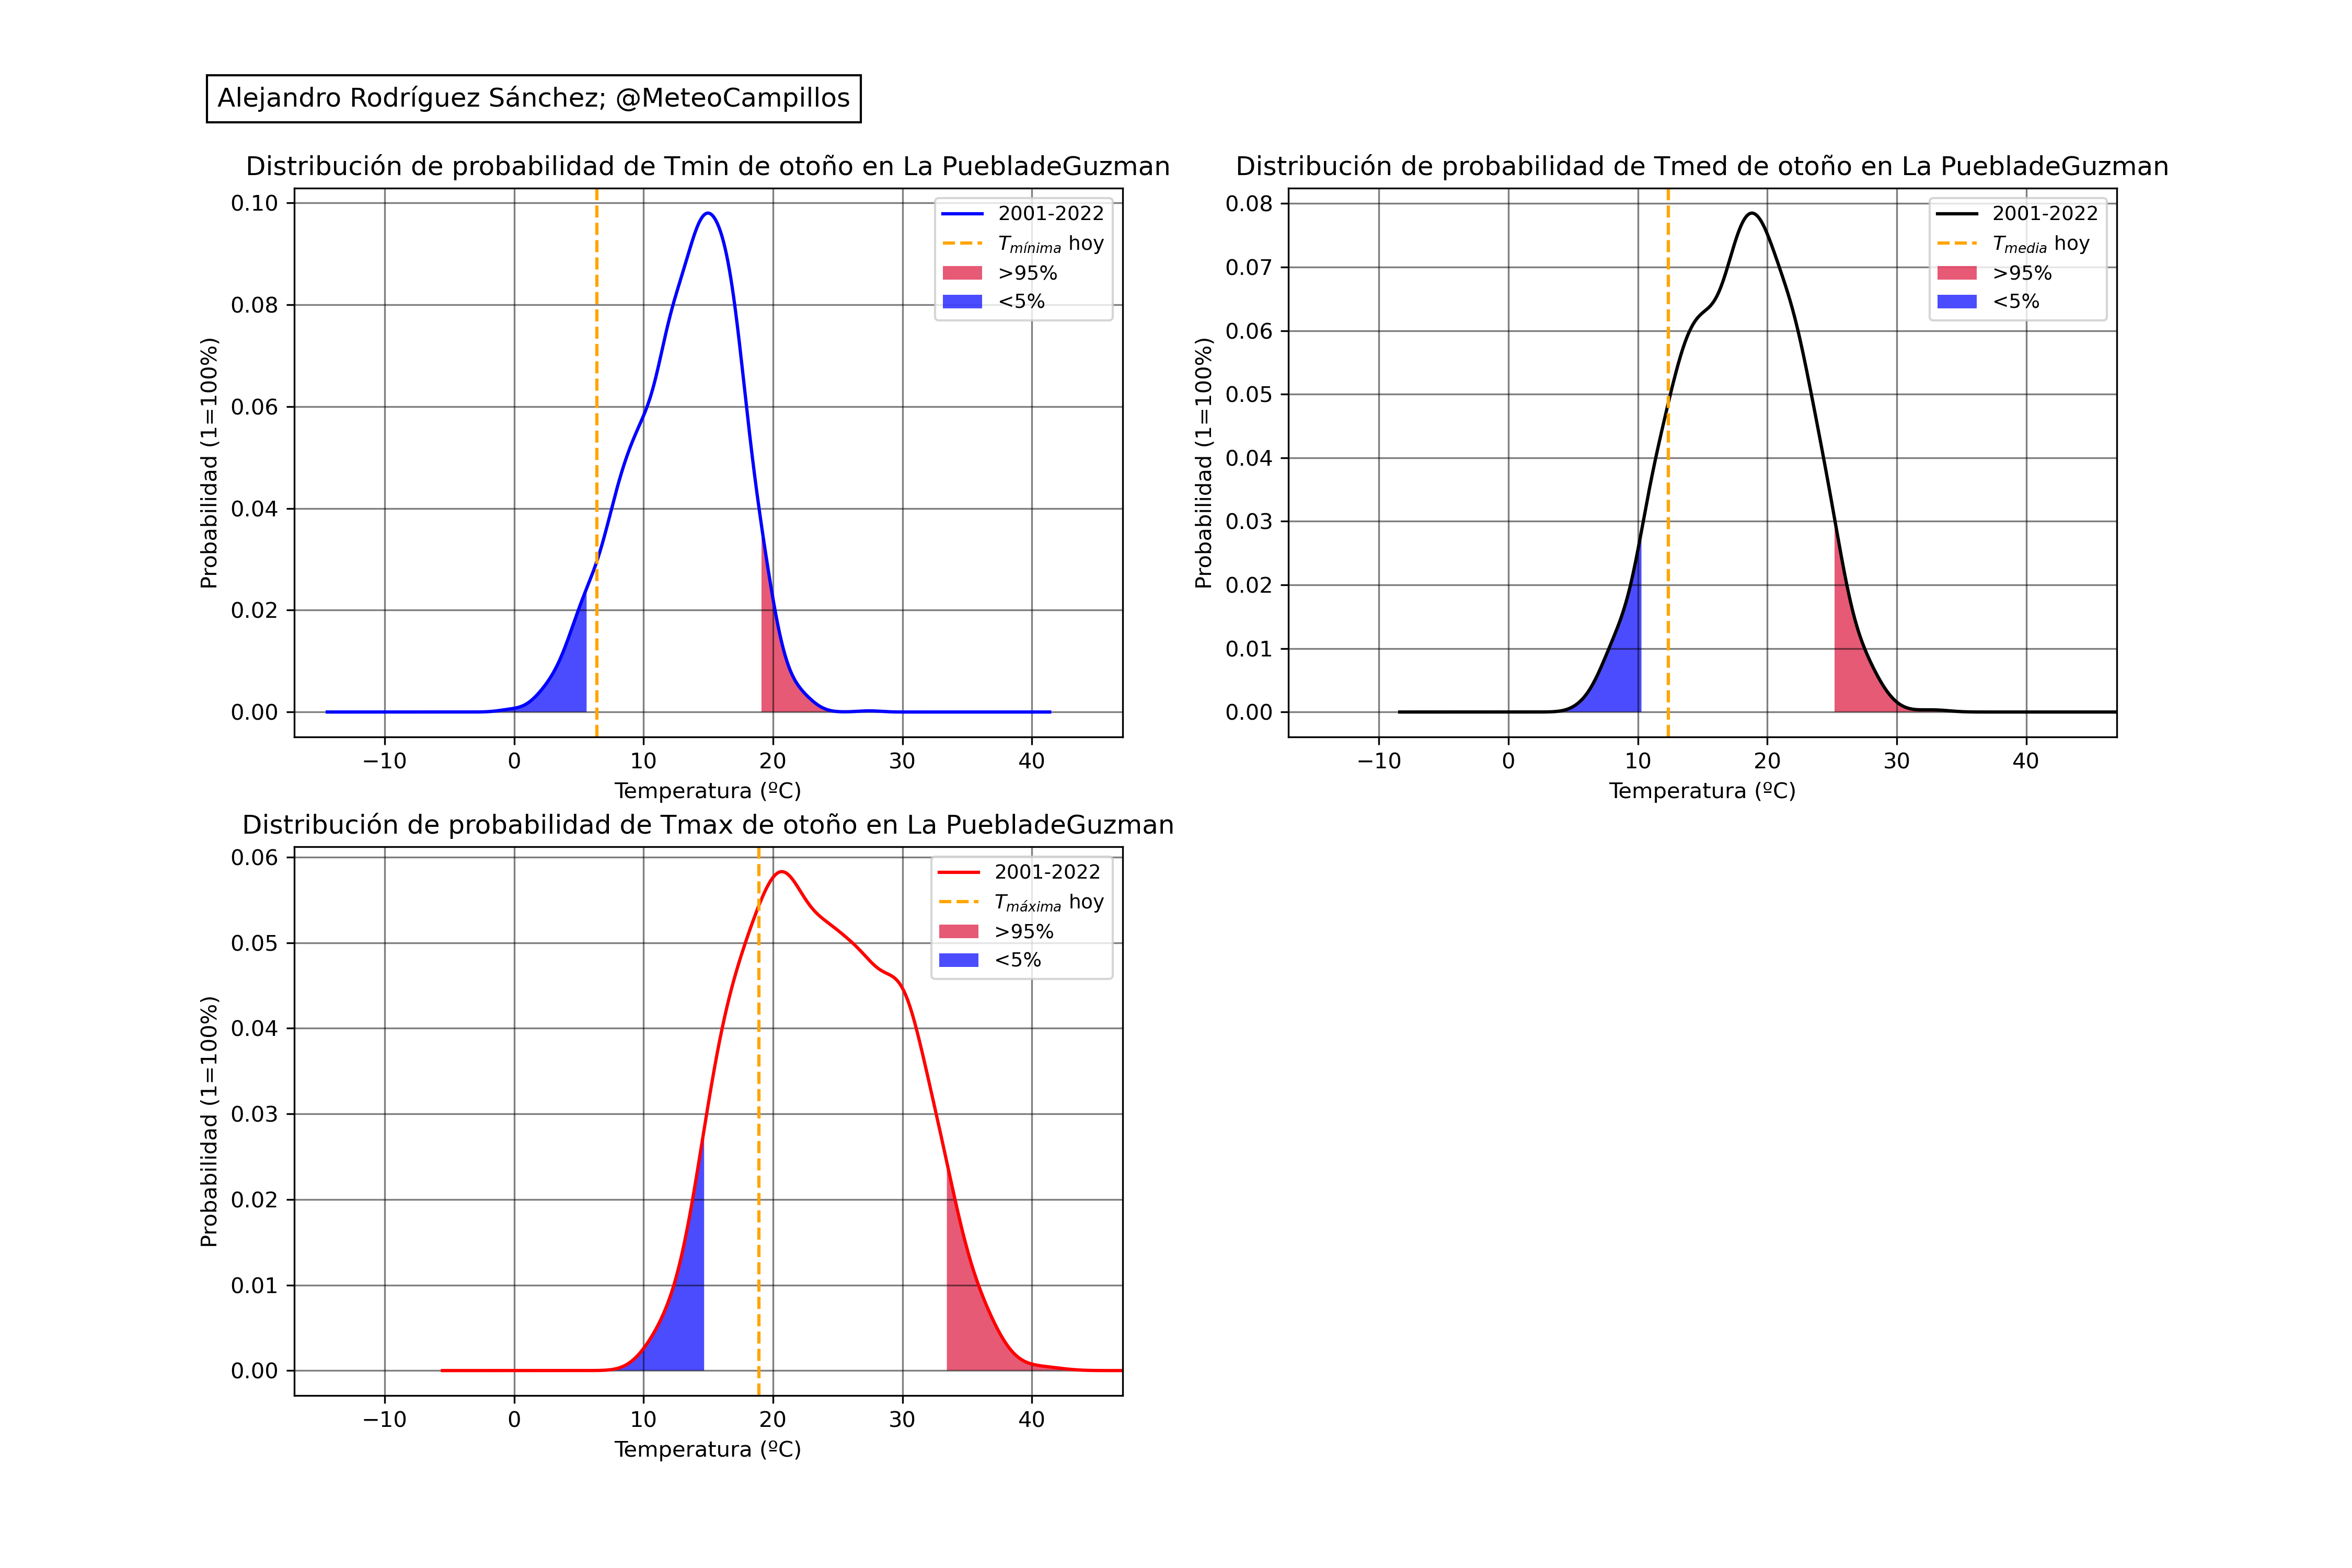 Alejandro Rodríguez Sánchez; @MeteoCampillos
Distribución de probabilidad de Tmin de otoño en La PuebladeGuzman
Probabilidad (1=100%)
0.10
0.08
0.06
0.04
0.02
0.00
−10 0 10 20 30 40
Temperatura (ºC)
2001-2022
Tmínima hoy
>95%
<5%
Distribución de probabilidad de Tmed de otoño en La PuebladeGuzman
Probabilidad (1=100%)
0.08
0.07
0.06
0.05
0.04
0.03
0.02
0.01
0.00
−10 0 10 20 30 40
Temperatura (ºC)
2001-2022
Tmedia hoy
>95%
<5%
Distribución de probabilidad de Tmax de otoño en La PuebladeGuzman
Probabilidad (1=100%)
0.06
0.05
0.04
0.03
0.02
0.01
0.00
−10 0 10 20 30 40
Temperatura (ºC)
2001-2022
Tmáxima hoy
>95%
<5%